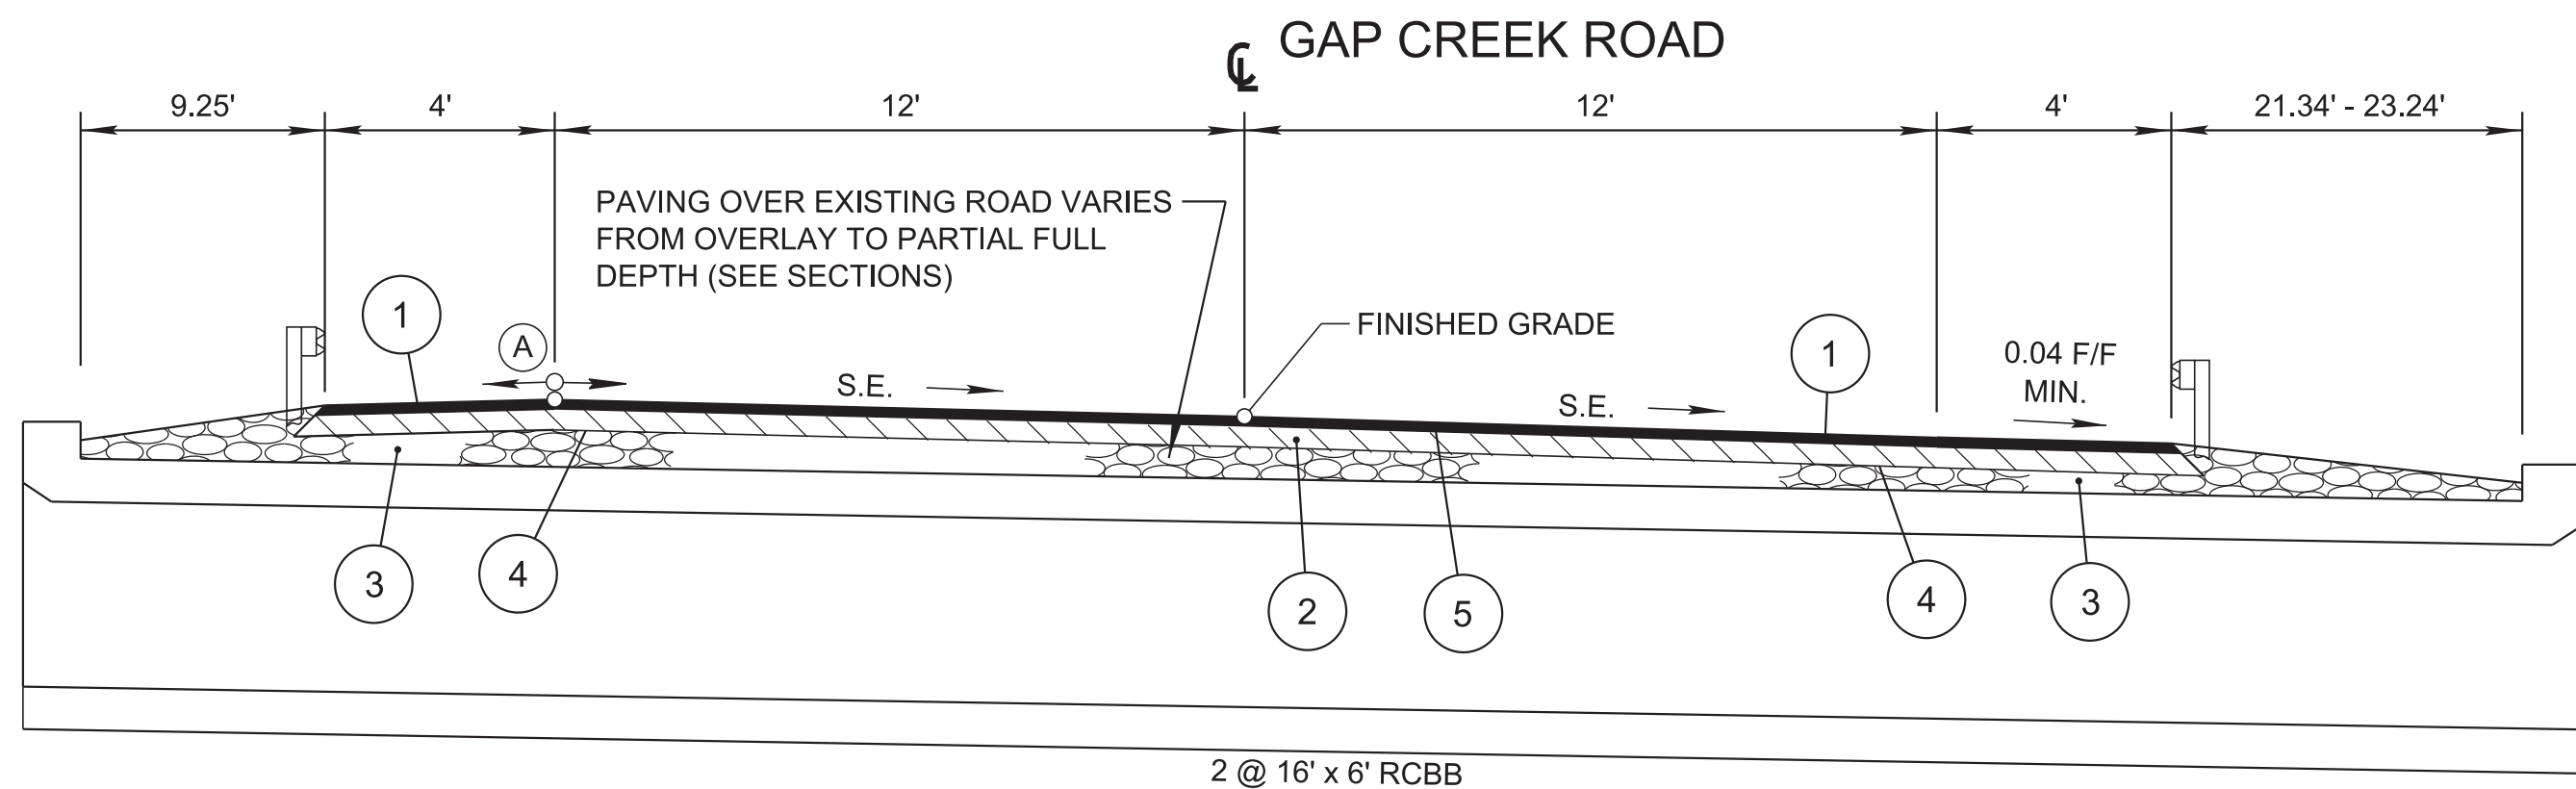 ℄ GAP CREEK ROAD
9.25' 4' 12' 12' 4' 21.34' - 23.24'
PAVING OVER EXISTING ROAD VARIES
FROM OVERLAY TO PARTIAL FULL
DEPTH (SEE SECTIONS)
FINISHED GRADE
1
A
1
0.04 F/F
MIN.
S.E.
S.E.
3
4
2
5
4
3
2 @ 16' x 6' RCBB